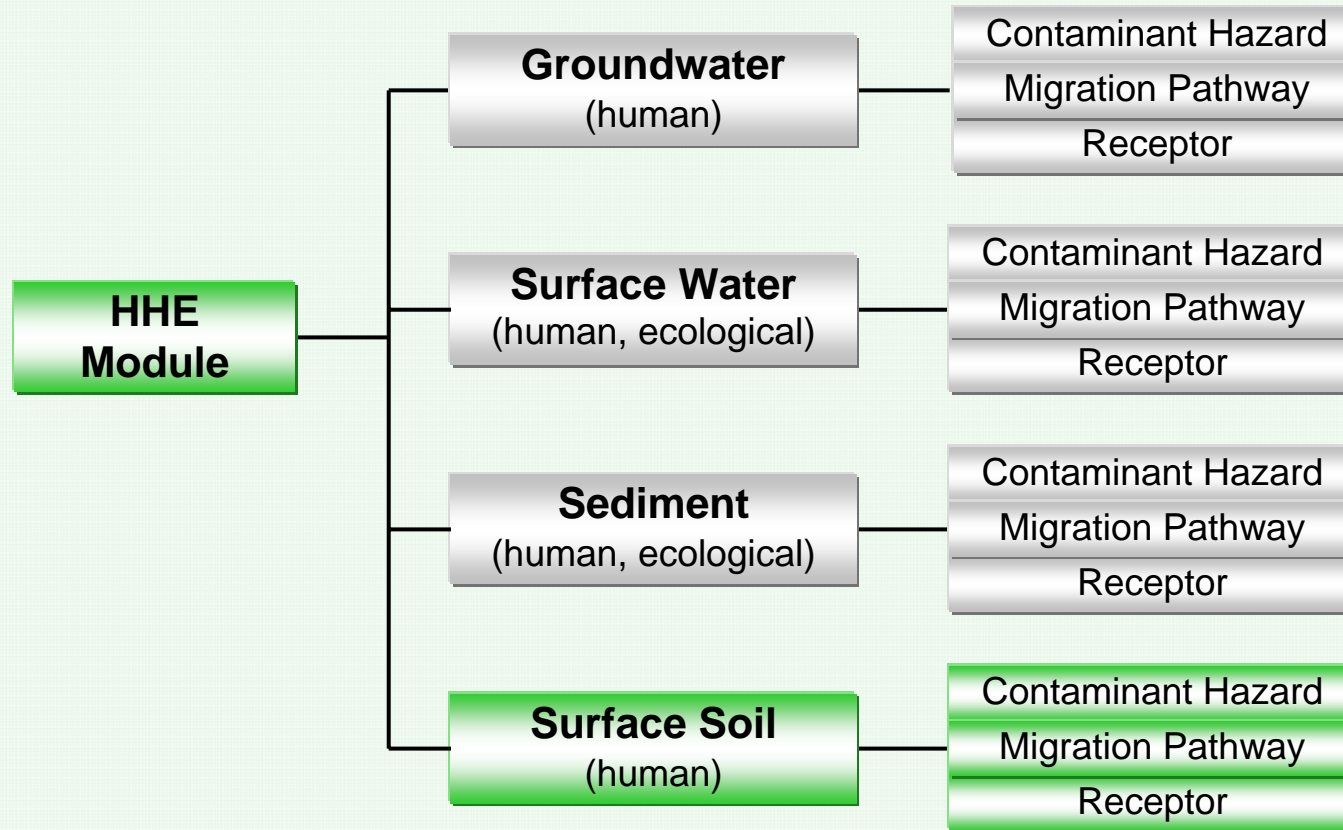 HHE
Module
Groundwater
(human)
Contaminant Hazard
Migration Pathway
Receptor
Surface Water
(human, ecological)
Contaminant Hazard
Migration Pathway
Receptor
Sediment
(human, ecological)
Contaminant Hazard
Migration Pathway
Receptor
Surface Soil
(human)
Contaminant Hazard
Migration Pathway
Receptor